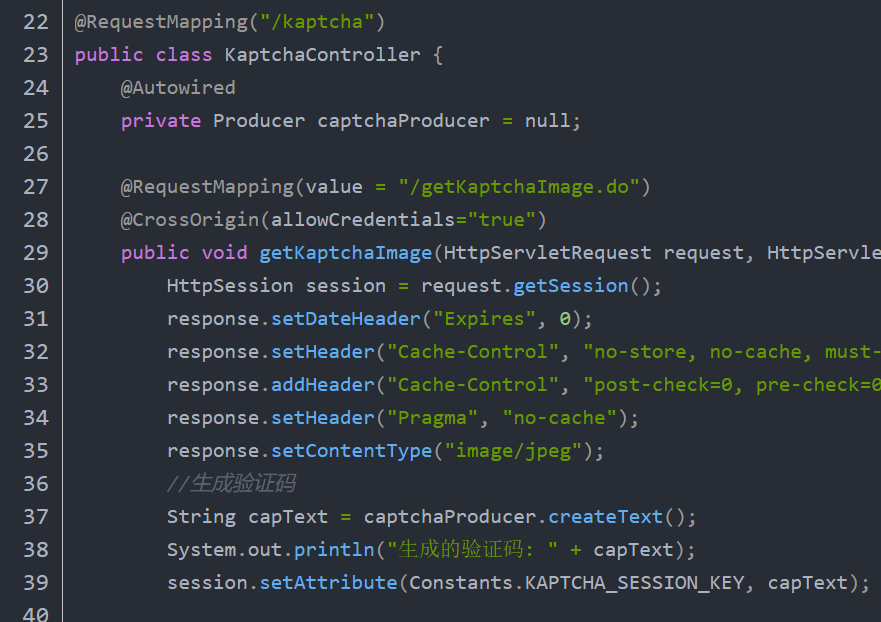 22 @RequestMapping("/kaptcha")
23 public class KaptchaController {
24 @Autowired
25 private Producer captchaProducer = null;
26
27 @RequestMapping(value = "/getKaptchaImage.do")
28 @CrossOrigin(allowCredentials="true")
29 public void getKaptchaImage(HttpServletRequest request, HttpServle
30 HttpSession session = request.getSession();
31 response.setDateHeader("Expires", 0);
32 response.setHeader("Cache-Control", "no-store, no-cache, must-
33 response.addHeader("Cache-Control", "post-check=0, pre-check=0
34 response.setHeader("Pragma", "no-cache");
35 response.setContentType("image/jpeg");
36 //生成验证码
37 String capText = captchaProducer.createText();
38 System.out.println("生成的验证码: " + capText);
39 session.setAttribute(Constants.KAPTCHA_SESSION_KEY, capText);
40